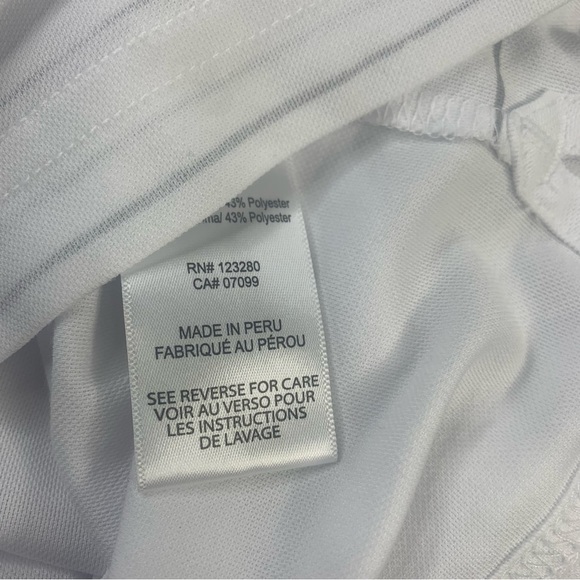 43% Polyester
43% Polyester
RN# 123280
CA# 07099
MADE IN PERU
FABRIQUÉ AU PÉROU
SEE REVERSE FOR CARE
VOIR AU VERSO POUR
LES INSTRUCTIONS
DE LAVAGE